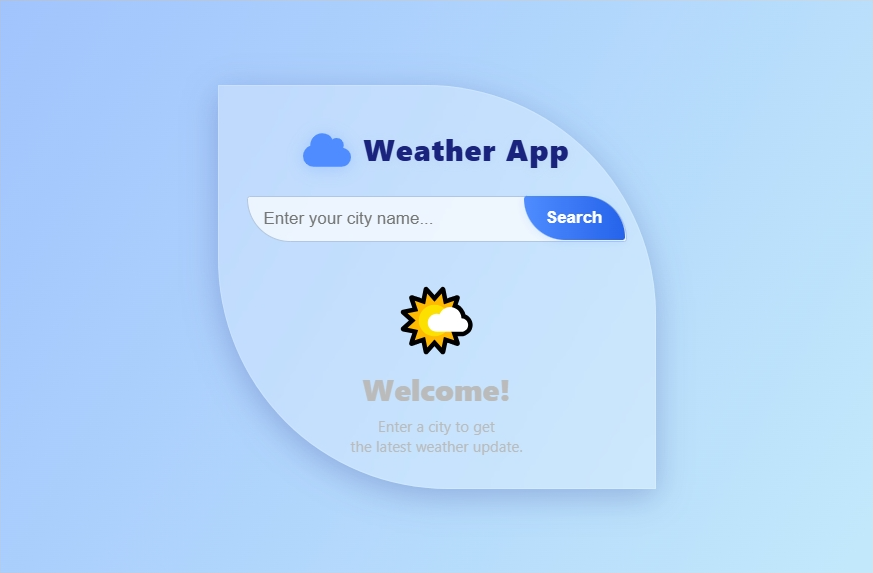 Weather App
Enter your city name... Search
Welcome!
Enter a city to get
the latest weather update.